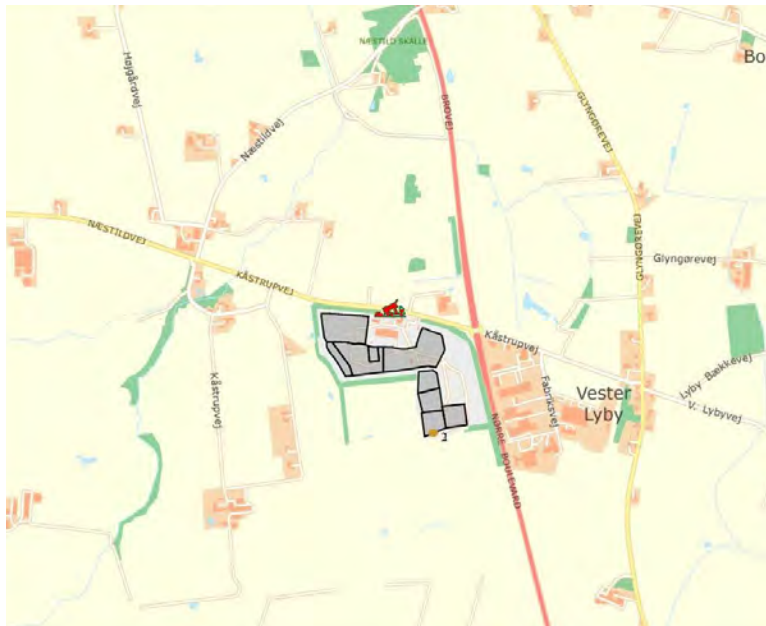 NÆSTILD SKALLE
Bo
Højgårdvej
Næstildvej
BROVEJ
GLYNGØREVEJ
NÆSTILDVEJ
GLYNGØREVEJ
Glyngørevej
KÅSTRUPVEJ
Kåstrupvej
Kåstrupvej
Fabriksvej
Vester
Lyby
Lyby Bækkevej
V. Lybyvej
1
NØRRE BOULEVARD